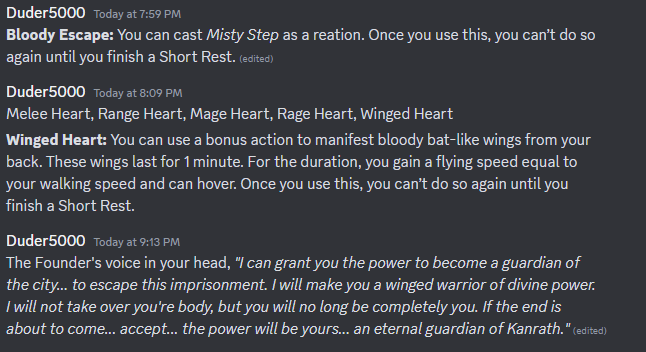 Duder5000 Today at 7:59 PM
Bloody Escape: You can cast Misty Step as a reation. Once you use this, you can't do so
again until you finish a Short Rest. (edited)
Duder5000 Today at 8:09 PM
Melee Heart, Range Heart, Mage Heart, Rage Heart, Winged Heart
Winged Heart: You can use a bonus action to manifest bloody bat-like wings from your
back. These wings last for 1 minute. For the duration, you gain a flying speed equal to
your walking speed and can hover. Once you use this, you can't do so again until you
finish a Short Rest.
Duder5000 Today at 9:13 PM
The Founder's voice in your head, "I can grant you the power to become a guardian of
the city... to escape this imprisonment. I will make you a winged warrior of divine power.
I will not take over you're body, but you will no long be completely you. If the end is
about to come... accept... the power will be yours... an eternal guardian of Kanrath." (edited)